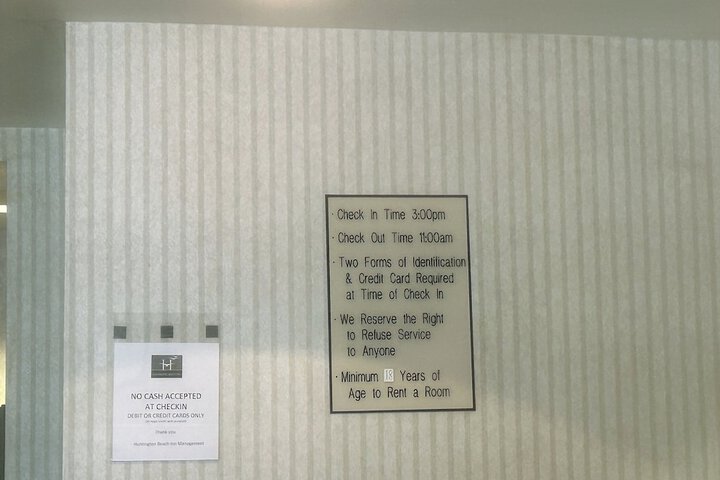 · Check In Time 3:00pm
· Check Out Time 11:00am
· Two Forms of Identification
& Credit Card Required
at Time of Check In
· We Reserve the Right
to Refuse Service
to Anyone
· Minimum 18 Years of
Age to Rent a Room
H
NO CASH ACCEPTED
AT CHECKIN
DEBIT OR CREDIT CARDS ONLY
Thank you
Huntington Beach Inn Management